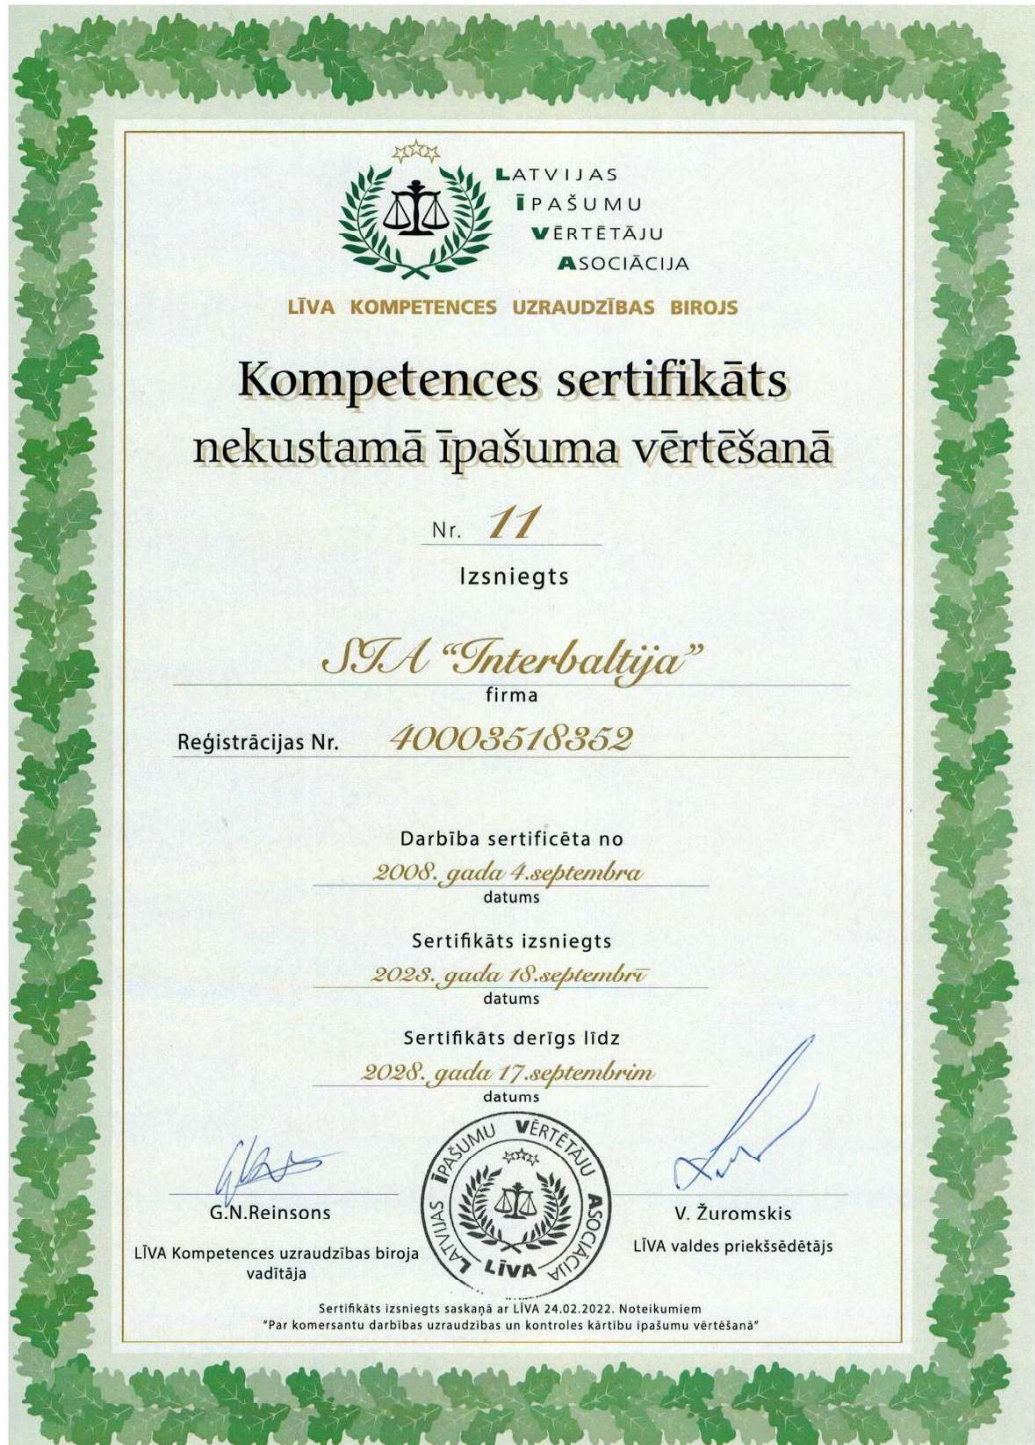 LATVIJAS
ĪPAŠUMU
VĒRTĒTĀJU
ASOCIĀCIJA
LĪVA KOMPETENCES UZRAUDZĪBAS BIROJS
Kompetences sertifikāts
nekustamā īpašuma vērtēšanā
Nr. 11
Izsniegts
SIA “Interbaltija”
firma
Reģistrācijas Nr. 40003518352
Darbība sertificēta no
2008. gada 4.septembra
datums
Sertifikāts izsniegts
2023. gada 18.septembrī
datums
Sertifikāts derīgs līdz
2028. gada 17.septembrim
datums
G.N.Reinsons
LĪVA Kompetences uzraudzības biroja
vadītāja
LATVIJAS ĪPAŠUMU VĒRTĒTĀJU ASOCIĀCIJA
LĪVA
V. Žuromskis
LĪVA valdes priekšsēdētājs
Sertifikāts izsniegts saskaņā ar LĪVA 24.02.2022. Noteikumiem
"Par komersantu darbības uzraudzības un kontroles kārtību īpašumu vērtēšanā"